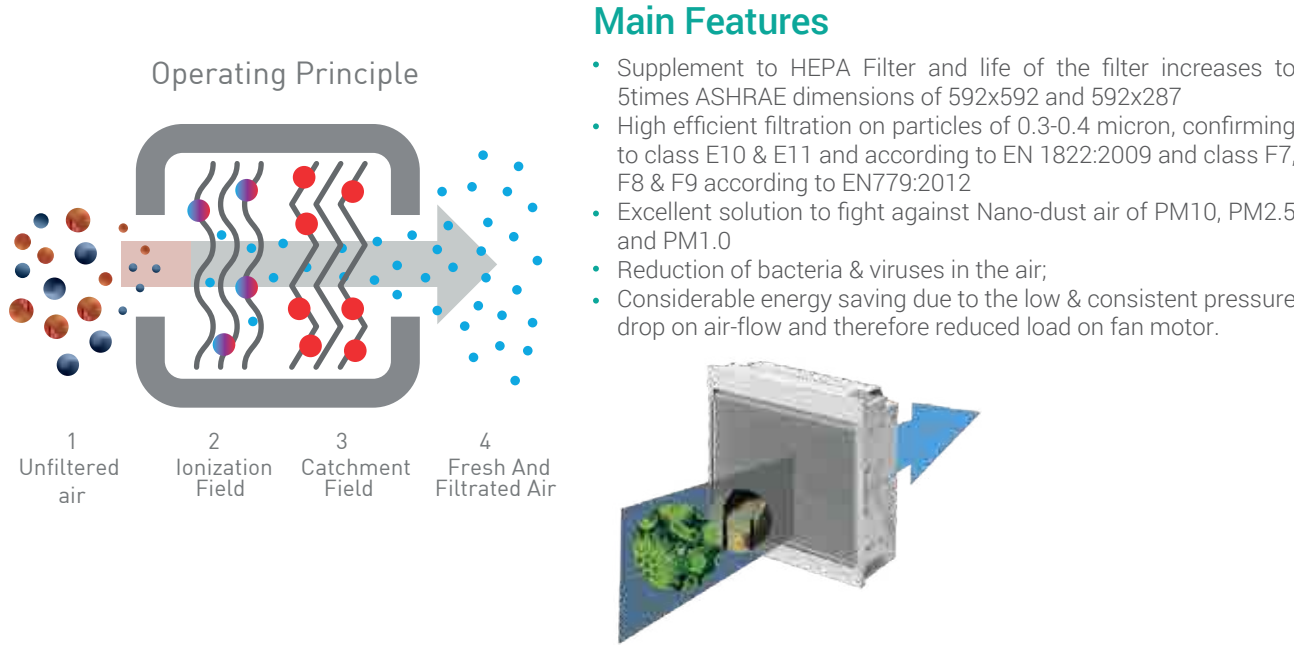 Operating Principle
1
Unfiltered
air
2
Ionization
Field
3
Catchment
Field
4
Fresh And
Filtrated Air
Main Features
• Supplement to HEPA Filter and life of the filter increases to
5times ASHRAE dimensions of 592x592 and 592x287
• High efficient filtration on particles of 0.3-0.4 micron, confirming
to class E10 & E11 and according to EN 1822:2009 and class F7,
F8 & F9 according to EN779:2012
• Excellent solution to fight against Nano-dust air of PM10, PM2.5
and PM1.0
• Reduction of bacteria & viruses in the air;
• Considerable energy saving due to the low & consistent pressure
drop on air-flow and therefore reduced load on fan motor.